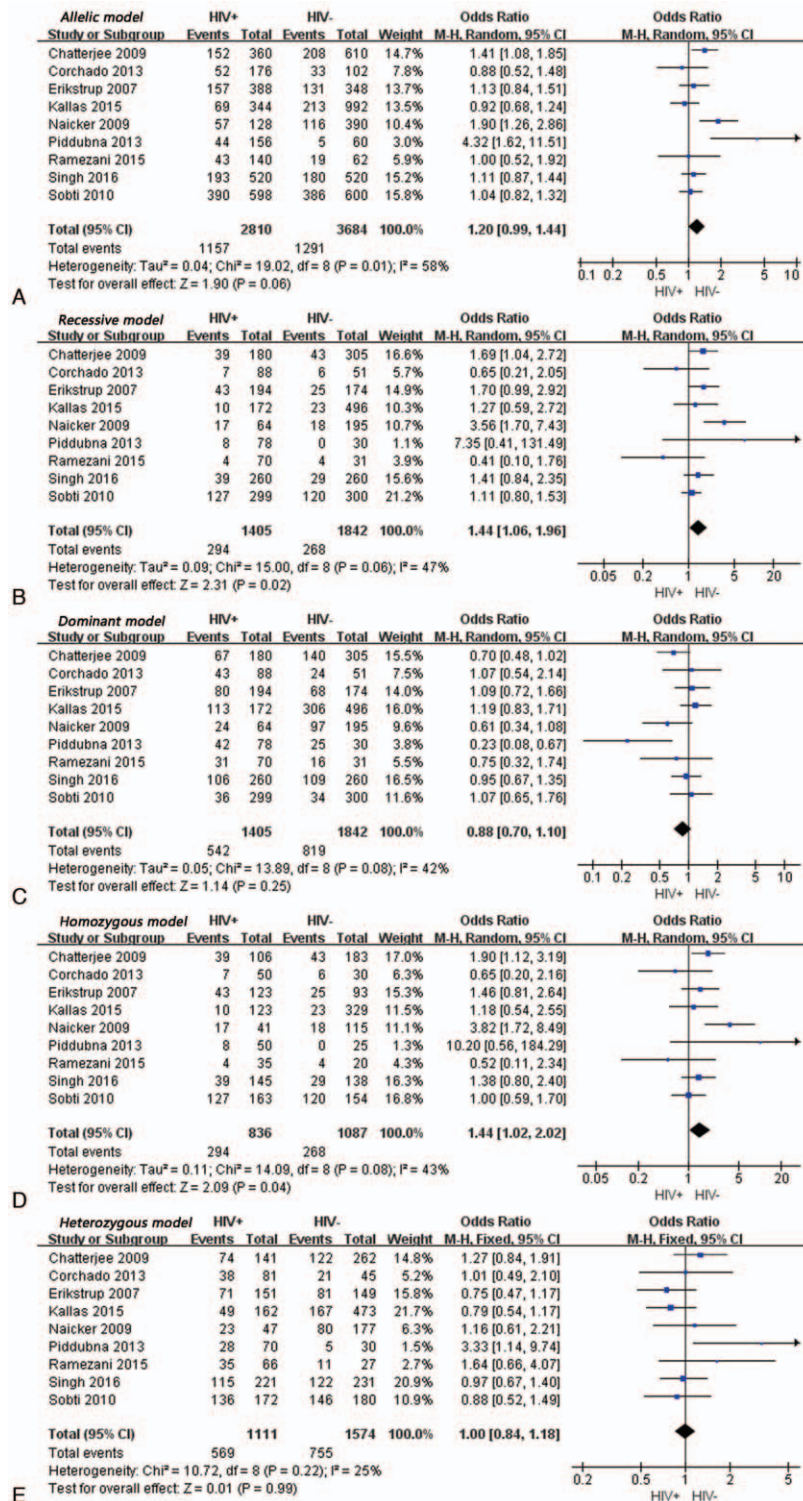 Allelic model HIV+ HIV- Odds Ratio Odds Ratio
Study or Subgroup Events Total Events Total Weight M-H, Random, 95% CI M-H, Random, 95% CI
Chatterjee 2009 152 360 208 610 14.7% 1.41 [1.08, 1.85]
Corchado 2013 52 176 33 102 7.8% 0.88 [0.52, 1.48]
Erikstrup 2007 157 388 131 348 13.7% 1.13 [0.84, 1.51]
Kallas 2015 69 344 213 992 13.5% 0.92 [0.68, 1.24]
Naicker 2009 57 128 116 390 10.4% 1.90 [1.26, 2.86]
Piddubna 2013 44 156 5 60 3.0% 4.32 [1.62, 11.51]
Ramezani 2015 43 140 19 62 5.9% 1.00 [0.52, 1.92]
Singh 2016 193 520 180 520 15.2% 1.11 [0.87, 1.44]
Sobti 2010 390 598 386 600 15.8% 1.04 [0.82, 1.32]
Total (95% CI) 2810 3684 100.0% 1.20 [0.99, 1.44]
Total events 1157 1291
Heterogeneity: Tau² = 0.04; Chi² = 19.02, df = 8 (P = 0.01); I² = 58%
Test for overall effect: Z = 1.90 (P = 0.06)
0.1 0.2 0.5 1 2 5 10
HIV+ HIV-
A
Recessive model HIV+ HIV- Odds Ratio Odds Ratio
Study or Subgroup Events Total Events Total Weight M-H, Random, 95% CI M-H, Random, 95% CI
Chatterjee 2009 39 180 43 305 16.6% 1.69 [1.04, 2.72]
Corchado 2013 7 88 6 51 5.7% 0.65 [0.21, 2.05]
Erikstrup 2007 43 194 25 174 14.9% 1.70 [0.99, 2.92]
Kallas 2015 10 172 23 496 10.3% 1.27 [0.59, 2.72]
Naicker 2009 17 64 18 195 10.7% 3.56 [1.70, 7.43]
Piddubna 2013 8 78 0 30 1.1% 7.35 [0.41, 131.49]
Ramezani 2015 4 70 4 31 3.9% 0.41 [0.10, 1.76]
Singh 2016 39 260 29 260 15.6% 1.41 [0.84, 2.35]
Sobti 2010 127 299 120 300 21.2% 1.11 [0.80, 1.53]
Total (95% CI) 1405 1842 100.0% 1.44 [1.06, 1.96]
Total events 294 268
Heterogeneity: Tau² = 0.09; Chi² = 15.00, df = 8 (P = 0.06); I² = 47%
Test for overall effect: Z = 2.31 (P = 0.02)
0.05 0.2 1 5 20
HIV+ HIV-
B
Dominant model HIV+ HIV- Odds Ratio Odds Ratio
Study or Subgroup Events Total Events Total Weight M-H, Random, 95% CI M-H, Random, 95% CI
Chatterjee 2009 67 180 140 305 15.5% 0.70 [0.48, 1.02]
Corchado 2013 43 88 24 51 7.5% 1.07 [0.54, 2.14]
Erikstrup 2007 80 194 68 174 14.0% 1.09 [0.72, 1.66]
Kallas 2015 113 172 306 496 16.0% 1.19 [0.83, 1.71]
Naicker 2009 24 64 97 195 9.6% 0.61 [0.34, 1.08]
Piddubna 2013 42 78 25 30 3.8% 0.23 [0.08, 0.67]
Ramezani 2015 31 70 16 31 5.5% 0.75 [0.32, 1.74]
Singh 2016 106 260 109 260 16.5% 0.95 [0.67, 1.35]
Sobti 2010 36 299 34 300 11.6% 1.07 [0.65, 1.76]
Total (95% CI) 1405 1842 100.0% 0.88 [0.70, 1.10]
Total events 542 819
Heterogeneity: Tau² = 0.05; Chi² = 13.89, df = 8 (P = 0.08); I² = 42%
Test for overall effect: Z = 1.14 (P = 0.25)
0.1 0.2 0.5 1 2 5 10
HIV+ HIV-
C
Homozygous model HIV+ HIV- Odds Ratio Odds Ratio
Study or Subgroup Events Total Events Total Weight M-H, Random, 95% CI M-H, Random, 95% CI
Chatterjee 2009 39 106 43 183 17.0% 1.90 [1.12, 3.19]
Corchado 2013 7 50 6 30 6.3% 0.65 [0.20, 2.16]
Erikstrup 2007 43 123 25 93 15.3% 1.46 [0.81, 2.64]
Kallas 2015 10 123 23 329 11.5% 1.18 [0.54, 2.55]
Naicker 2009 17 41 18 115 11.1% 3.82 [1.72, 8.49]
Piddubna 2013 8 50 0 25 1.3% 10.20 [0.56, 184.29]
Ramezani 2015 4 35 4 20 4.4% 0.52 [0.11, 2.34]
Singh 2016 39 145 29 138 16.3% 1.38 [0.80, 2.40]
Sobti 2010 127 163 120 154 16.8% 1.00 [0.59, 1.70]
Total (95% CI) 836 1087 100.0% 1.44 [1.02, 2.02]
Total events 294 268
Heterogeneity: Tau² = 0.11; Chi² = 14.09, df = 8 (P = 0.08); I² = 43%
Test for overall effect: Z = 2.09 (P = 0.04)
0.05 0.2 1 5 20
HIV+ HIV-
D
Heterozygous model HIV+ HIV- Odds Ratio Odds Ratio
Study or Subgroup Events Total Events Total Weight M-H, Fixed, 95% CI M-H, Fixed, 95% CI
Chatterjee 2009 74 141 122 262 14.8% 1.27 [0.84, 1.91]
Corchado 2013 38 81 21 45 5.2% 1.01 [0.49, 2.10]
Erikstrup 2007 71 151 81 149 15.8% 0.75 [0.47, 1.17]
Kallas 2015 49 162 167 473 21.7% 0.79 [0.54, 1.17]
Naicker 2009 23 47 80 177 6.3% 1.16 [0.61, 2.21]
Piddubna 2013 28 70 5 30 1.5% 3.33 [1.14, 9.74]
Ramezani 2015 35 66 11 27 2.7% 1.64 [0.66, 4.07]
Singh 2016 115 221 122 231 20.9% 0.97 [0.67, 1.40]
Sobti 2010 136 172 146 180 10.9% 0.88 [0.52, 1.49]
Total (95% CI) 1111 1574 100.0% 1.00 [0.84, 1.18]
Total events 569 755
Heterogeneity: Chi² = 10.72, df = 8 (P = 0.22); I² = 25%
Test for overall effect: Z = 0.01 (P = 0.99)
0.2 0.5 1 2 5
HIV+ HIV-
E